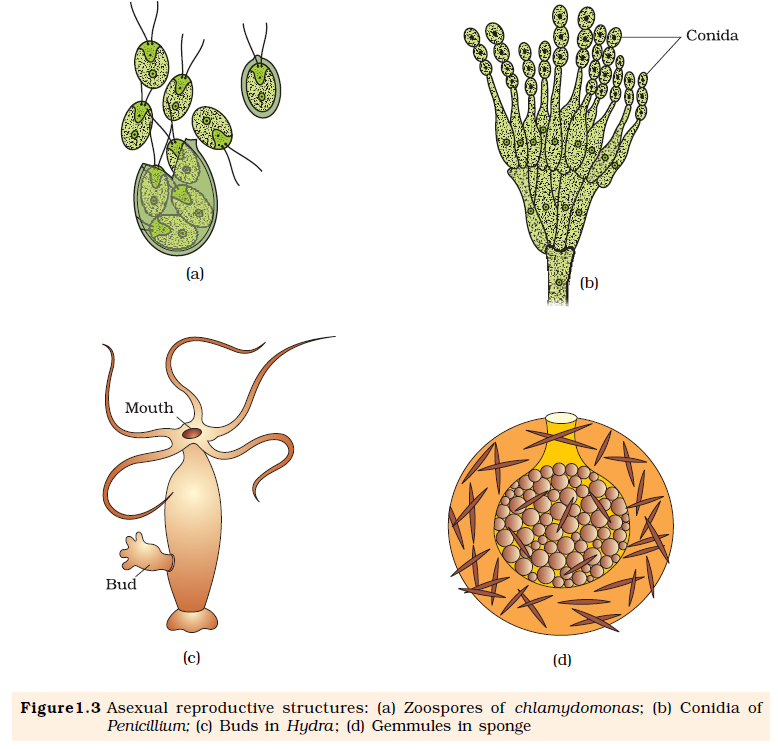 Conida
(a)
(b)
Mouth
Bud
(c)
(d)
Figure1.3 Asexual reproductive structures: (a) Zoospores of chlamydomonas; (b) Conidia of
Penicillium; (c) Buds in Hydra; (d) Gemmules in sponge